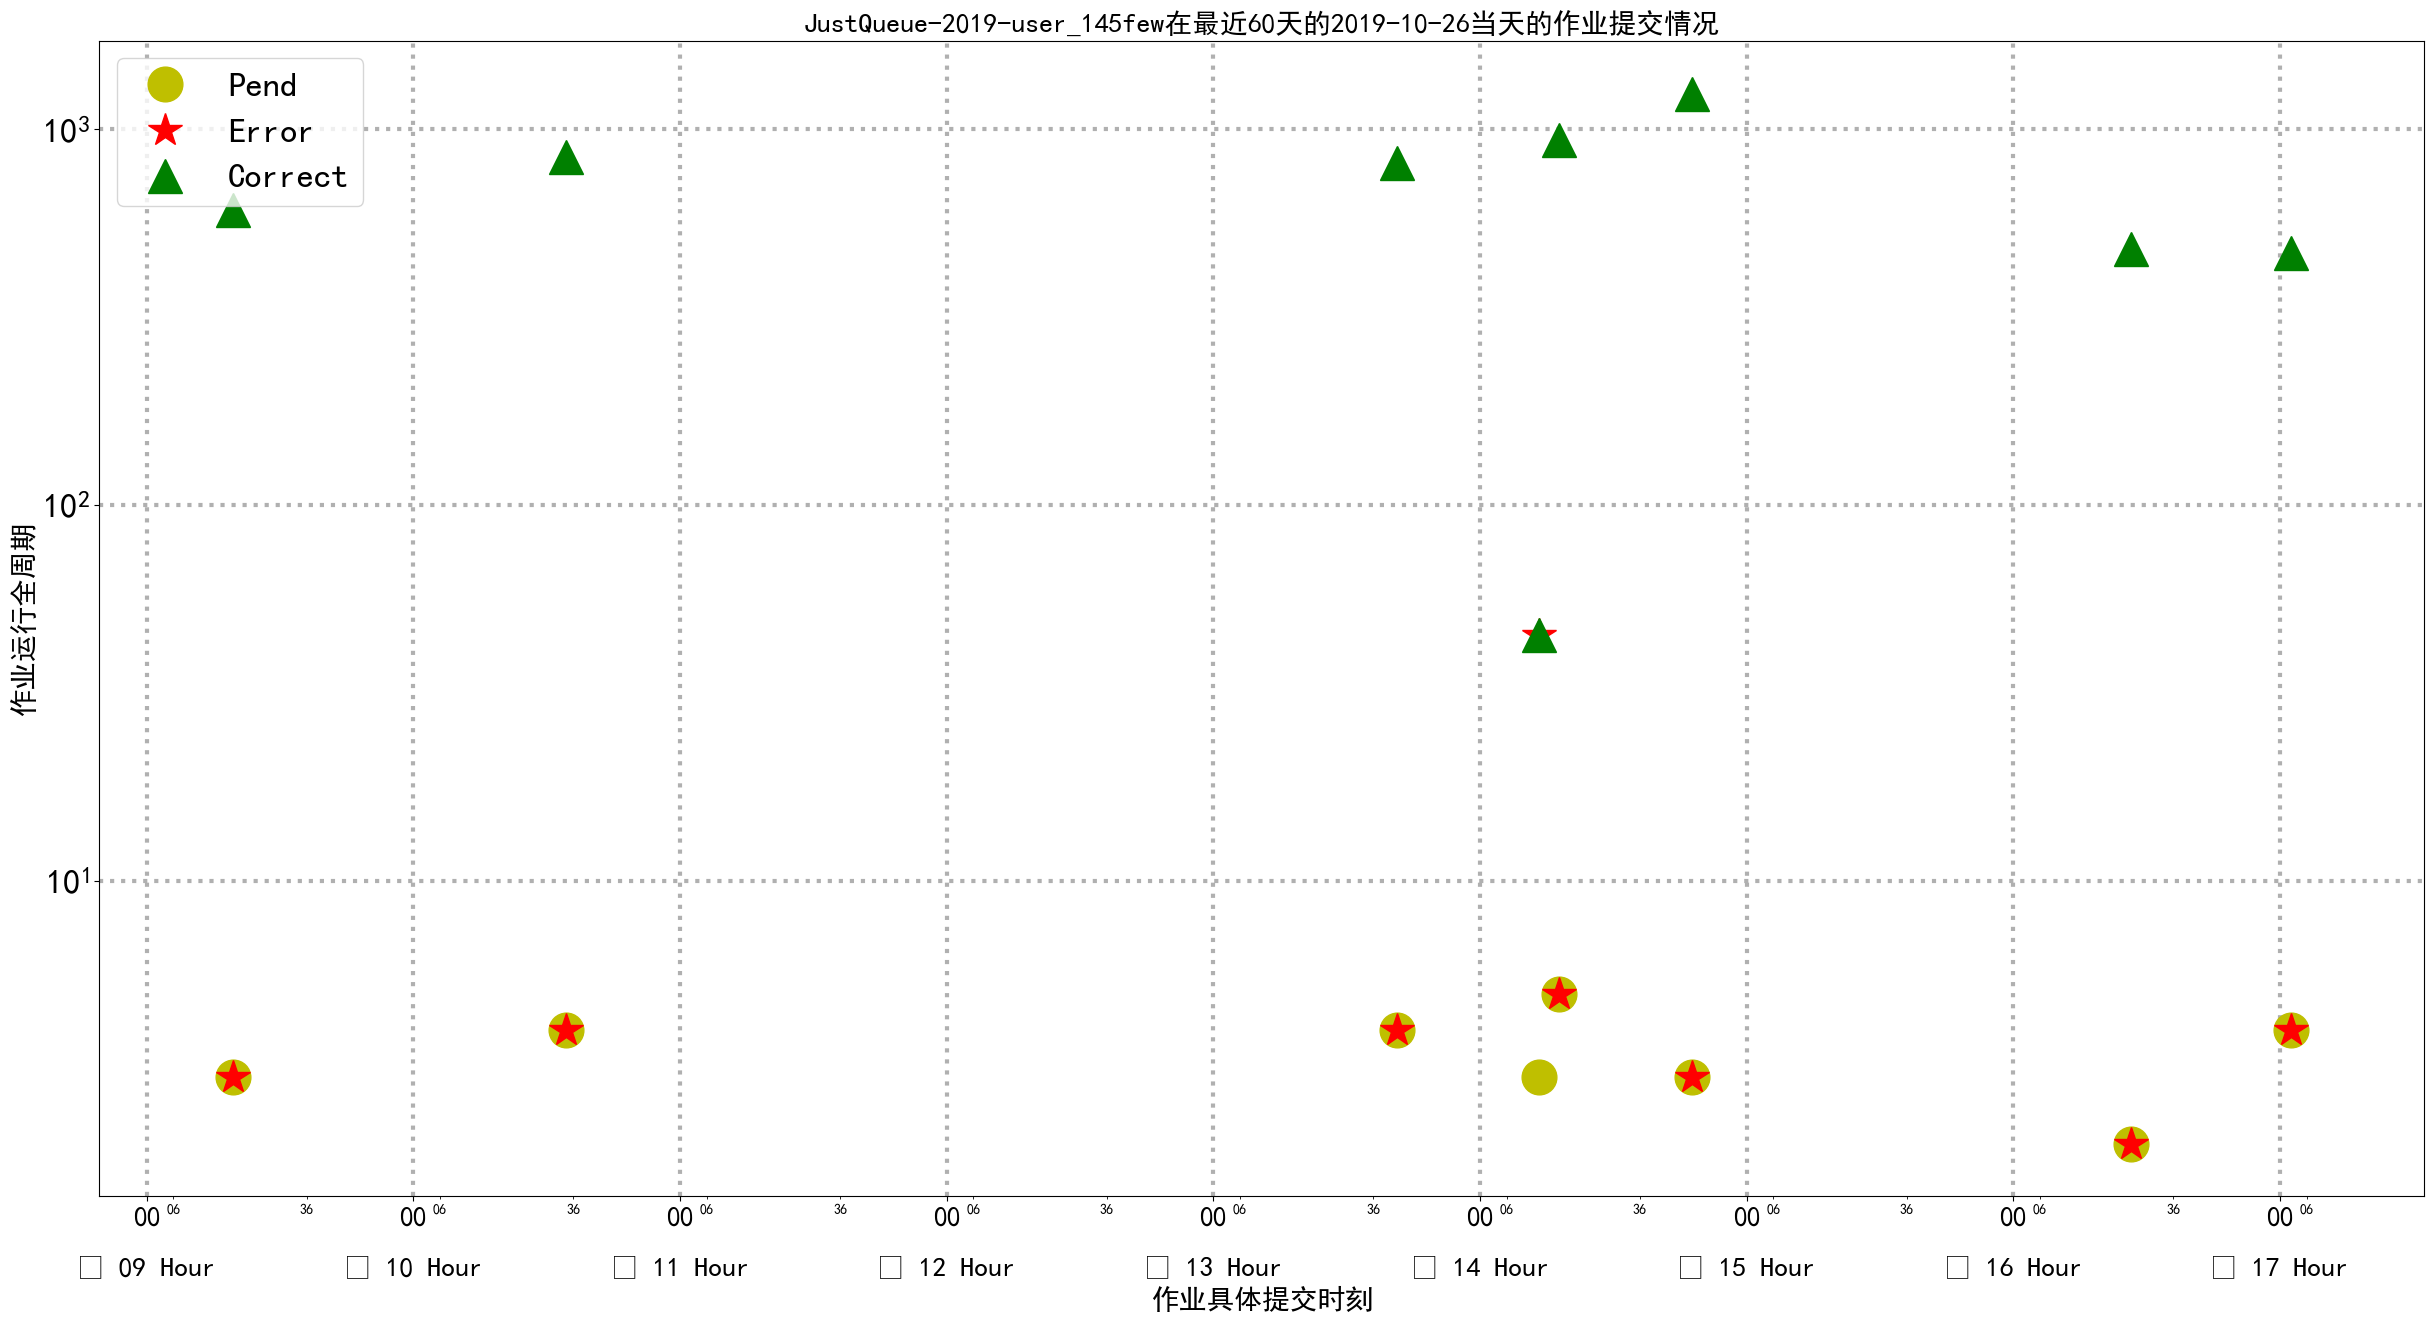 JustQueue-2019-user_145few在最近60天的2019-10-26当天的作业提交情况
Pend
Error
Correct
10³
10²
10¹
作业运行全周期
00 06 36 00 06 36 00 06 36 00 06 36 00 06 36 00 06 36 00 06 36 00 06 36 00 06
09 Hour 10 Hour 11 Hour 12 Hour 13 Hour 14 Hour 15 Hour 16 Hour 17 Hour
作业具体提交时刻